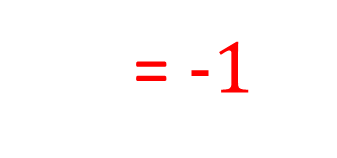 = -1